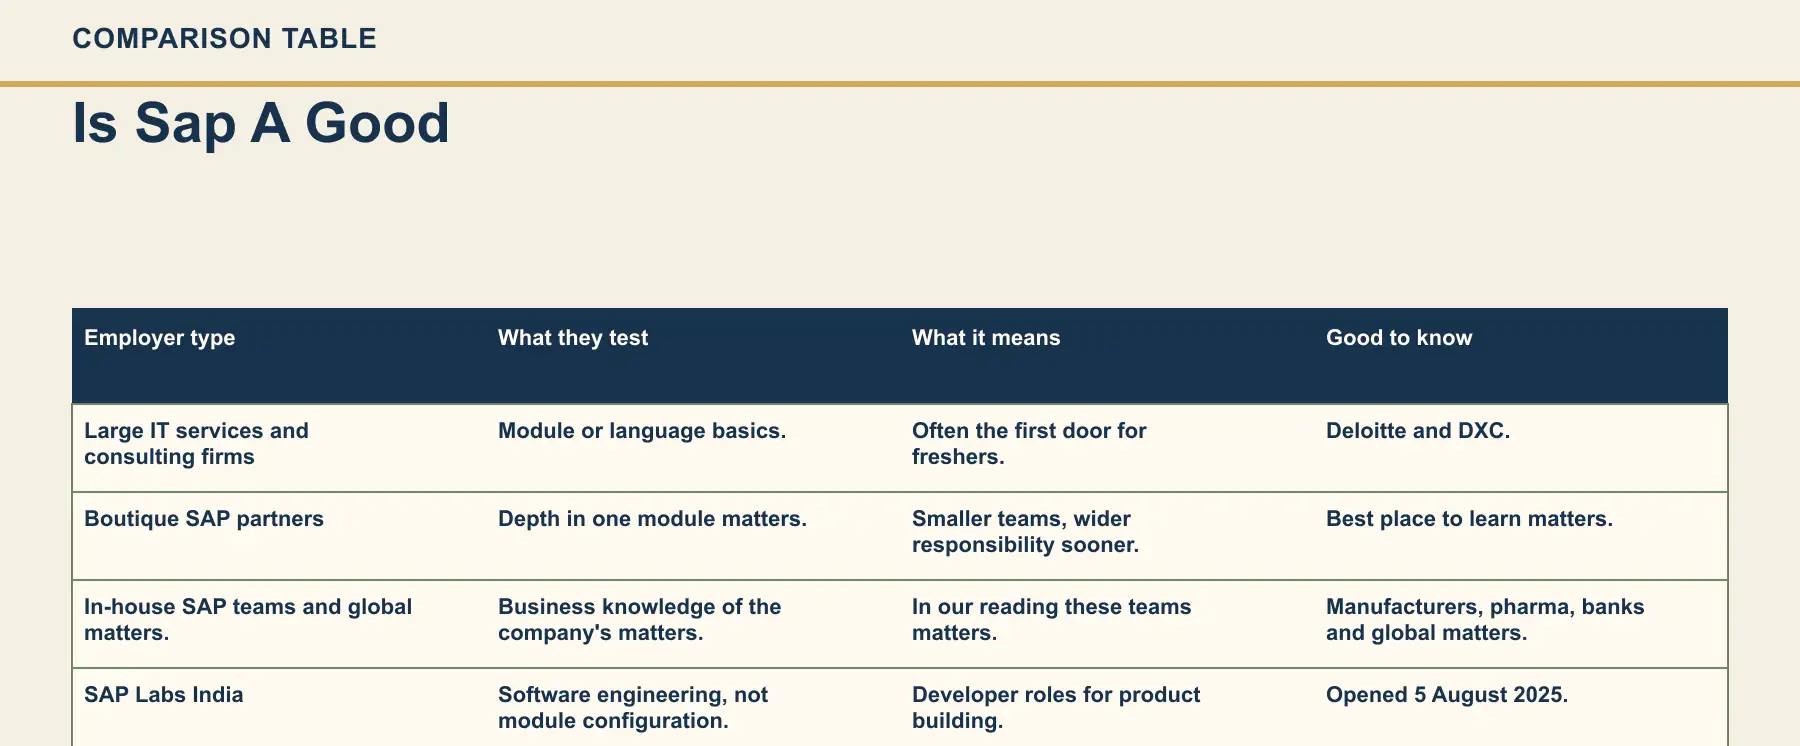 COMPARISON TABLE
Is Sap A Good
Employer type
What they test
What it means
Good to know
Large IT services and
consulting firms
Module or language basics.
Often the first door for
freshers.
Deloitte and DXC.
Boutique SAP partners
Depth in one module matters.
Smaller teams, wider
responsibility sooner.
Best place to learn matters.
In-house SAP teams and global
matters.
Business knowledge of the
company's matters.
In our reading these teams
matters.
Manufacturers, pharma, banks
and global matters.
SAP Labs India
Software engineering, not
module configuration.
Developer roles for product
building.
Opened 5 August 2025.